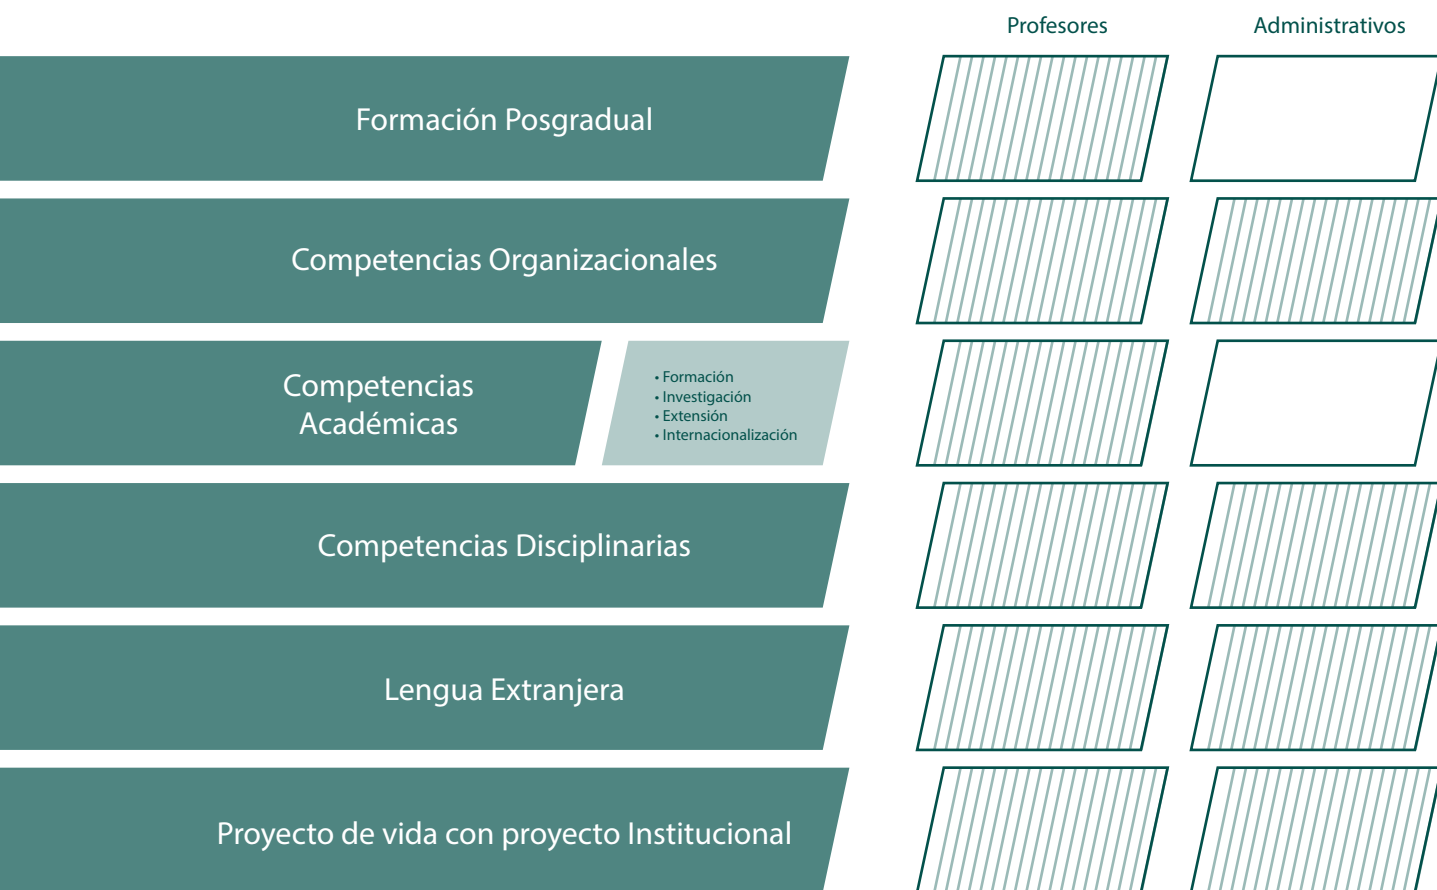 Profesores Administrativos
Formación Posgradual
Competencias Organizacionales
Competencias
Académicas
• Formación
• Investigación
• Extensión
• Internacionalización
Competencias Disciplinarias
Lengua Extranjera
Proyecto de vida con proyecto Institucional